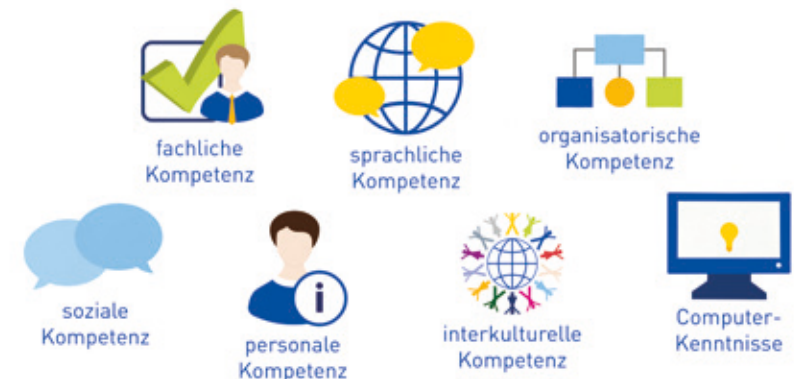 fachliche
Kompetenz
sprachliche
Kompetenz
organisatorische
Kompetenz
soziale
Kompetenz
i
personale
Kompetenz
interkulturelle
Kompetenz
Computer-
Kenntnisse